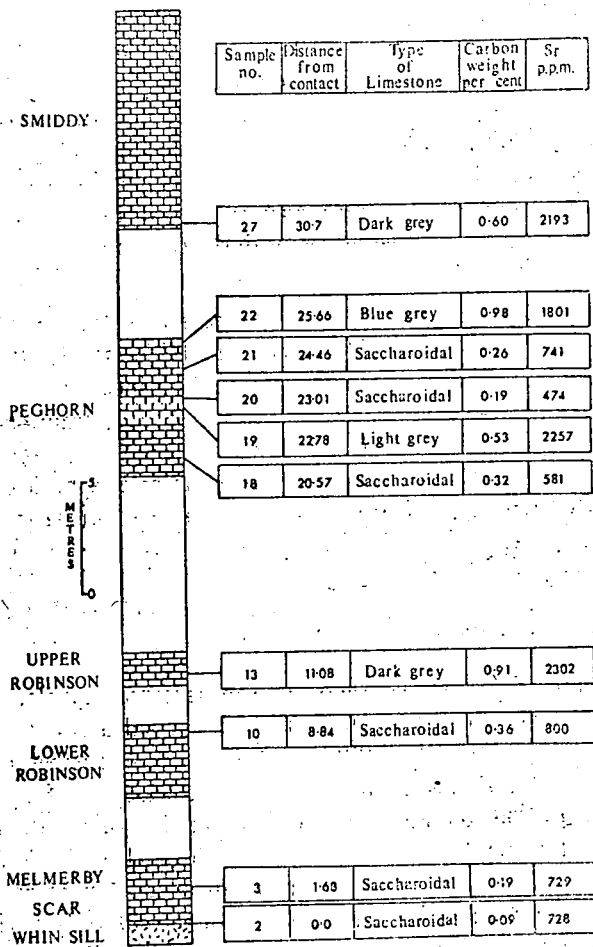 Sample no. Distance from contact Type of Limestone Carbon weight per cent Sr p.p.m.
SMIDDY
27 30·7 Dark grey 0·60 2193
22 25·66 Blue grey 0·98 1801
21 24·46 Saccharoidal 0·26 741
20 23·01 Saccharoidal 0·19 474
PEGHORN
19 22·78 Light grey 0·53 2257
18 20·57 Saccharoidal 0·32 581
5
METRES
0
UPPER
ROBINSON
13 11·08 Dark grey 0·91 2302
10 8·84 Saccharoidal 0·36 800
LOWER
ROBINSON
MELMERBY
SCAR
3 1·68 Saccharoidal 0·19 729
2 0·0 Saccharoidal 0·09 728
WHIN SILL